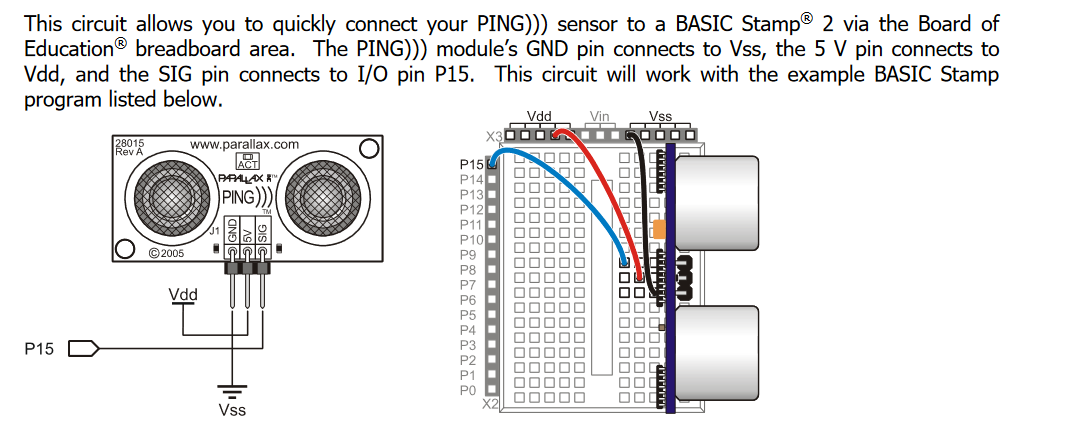 This circuit allows you to quickly connect your PING))) sensor to a BASIC Stamp® 2 via the Board of
Education® breadboard area. The PING))) module's GND pin connects to Vss, the 5 V pin connects to
Vdd, and the SIG pin connects to I/O pin P15. This circuit will work with the example BASIC Stamp
program listed below.
28015
Rev A
www.parallax.com
ACT
PARALLAX
PING)))
TM
J1
GND
5V
SIG
©2005
Vdd
P15
Vss
Vdd
Vin
Vss
X3
P15
P14
P13
P12
P11
P10
P9
P8
P7
P6
P5
P4
P3
P2
P1
P0
X2